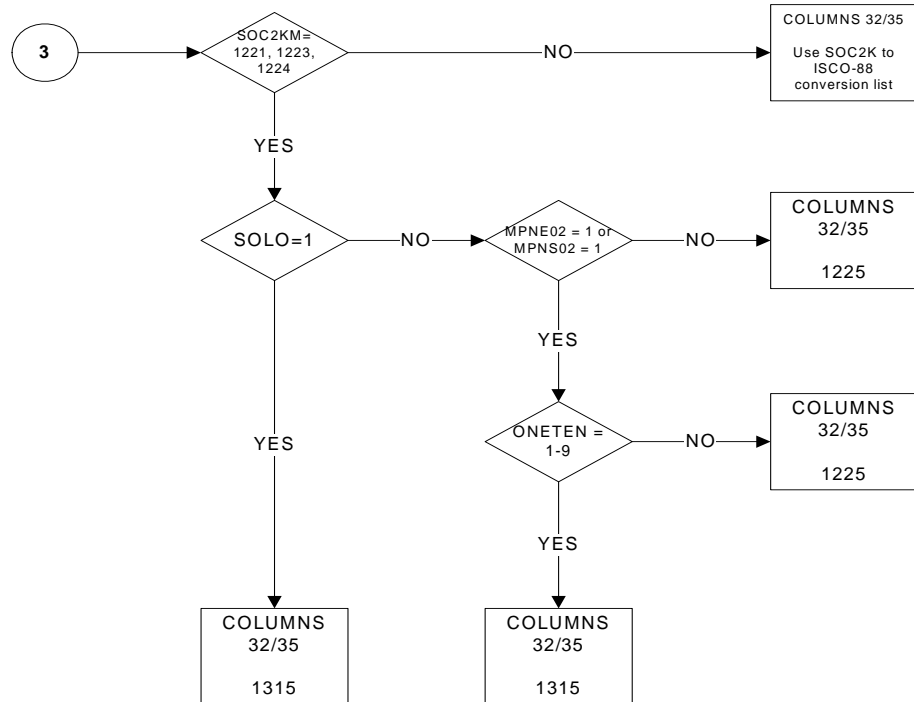 3
SOC2KM=
1221, 1223,
1224
NO
COLUMNS 32/35
Use SOC2K to
ISCO-88
conversion list
YES
SOLO=1
NO
MPNE02 = 1 or
MPNS02 = 1
NO
COLUMNS
32/35
1225
YES
YES
ONETEN =
1-9
NO
COLUMNS
32/35
1225
YES
COLUMNS
32/35
1315
COLUMNS
32/35
1315